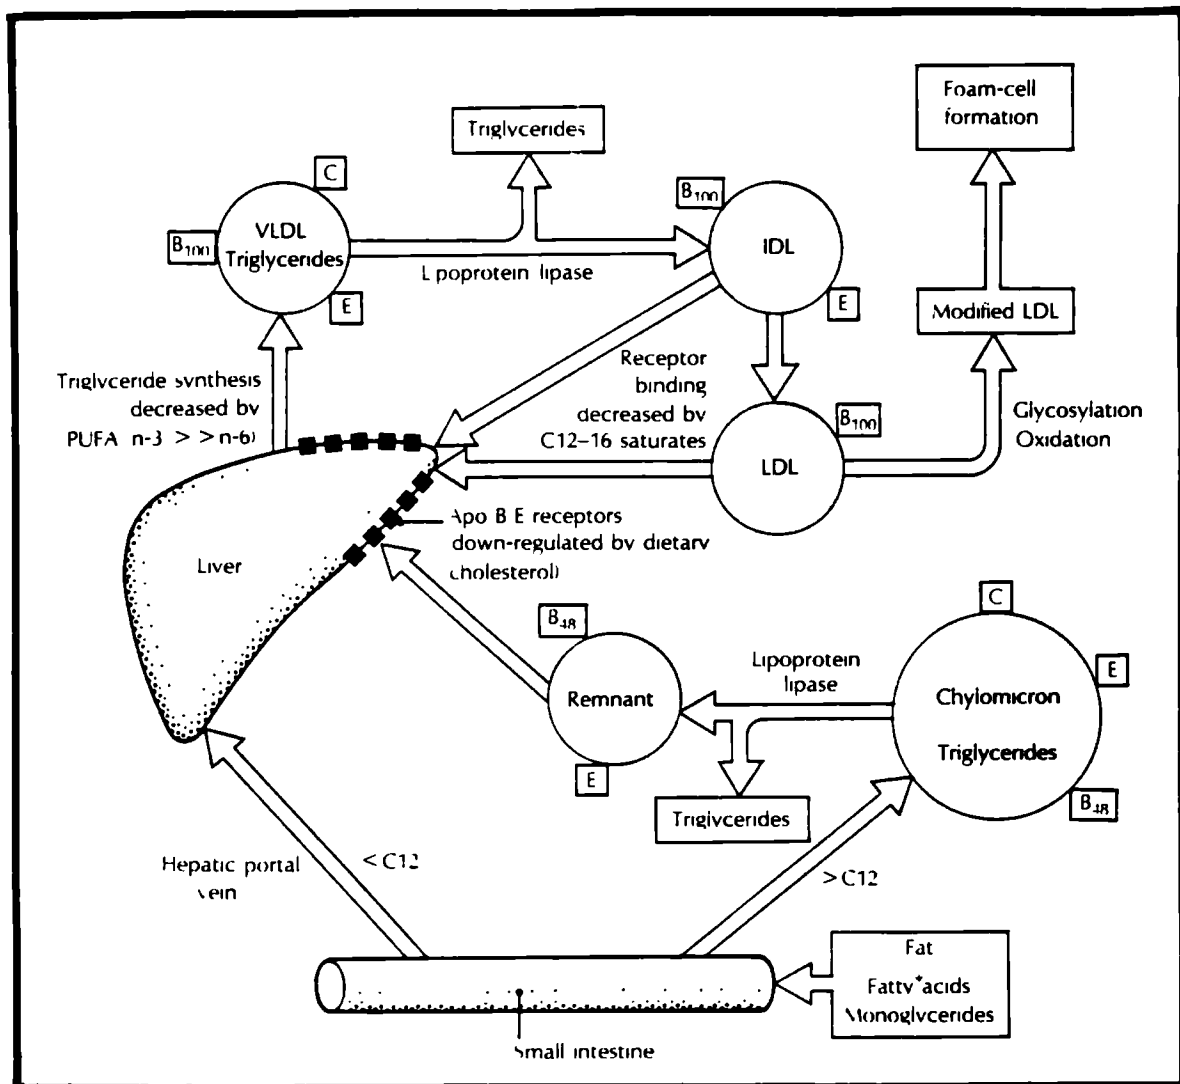 Foam-cell
formation
Triglycerides
C
B100
VLDL
Triglycerides
E
Lipoprotein lipase
B100
IDL
E
Modified LDL
Triglyceride synthesis
decreased by
PUFA n-3 > > n-6)
Receptor
binding
decreased by
C12–16 saturates
B100
LDL
Glycosylation
Oxidation
Liver
Apo B E receptors
down-regulated by dietary
cholesterol)
B48
Remnant
E
Lipoprotein
lipase
C
E
Chylomicron
Triglycerides
B48
Triglycerides
Hepatic portal
vein
< C12
> C12
Fat
Fatty acids
Monoglycerides
Small intestine